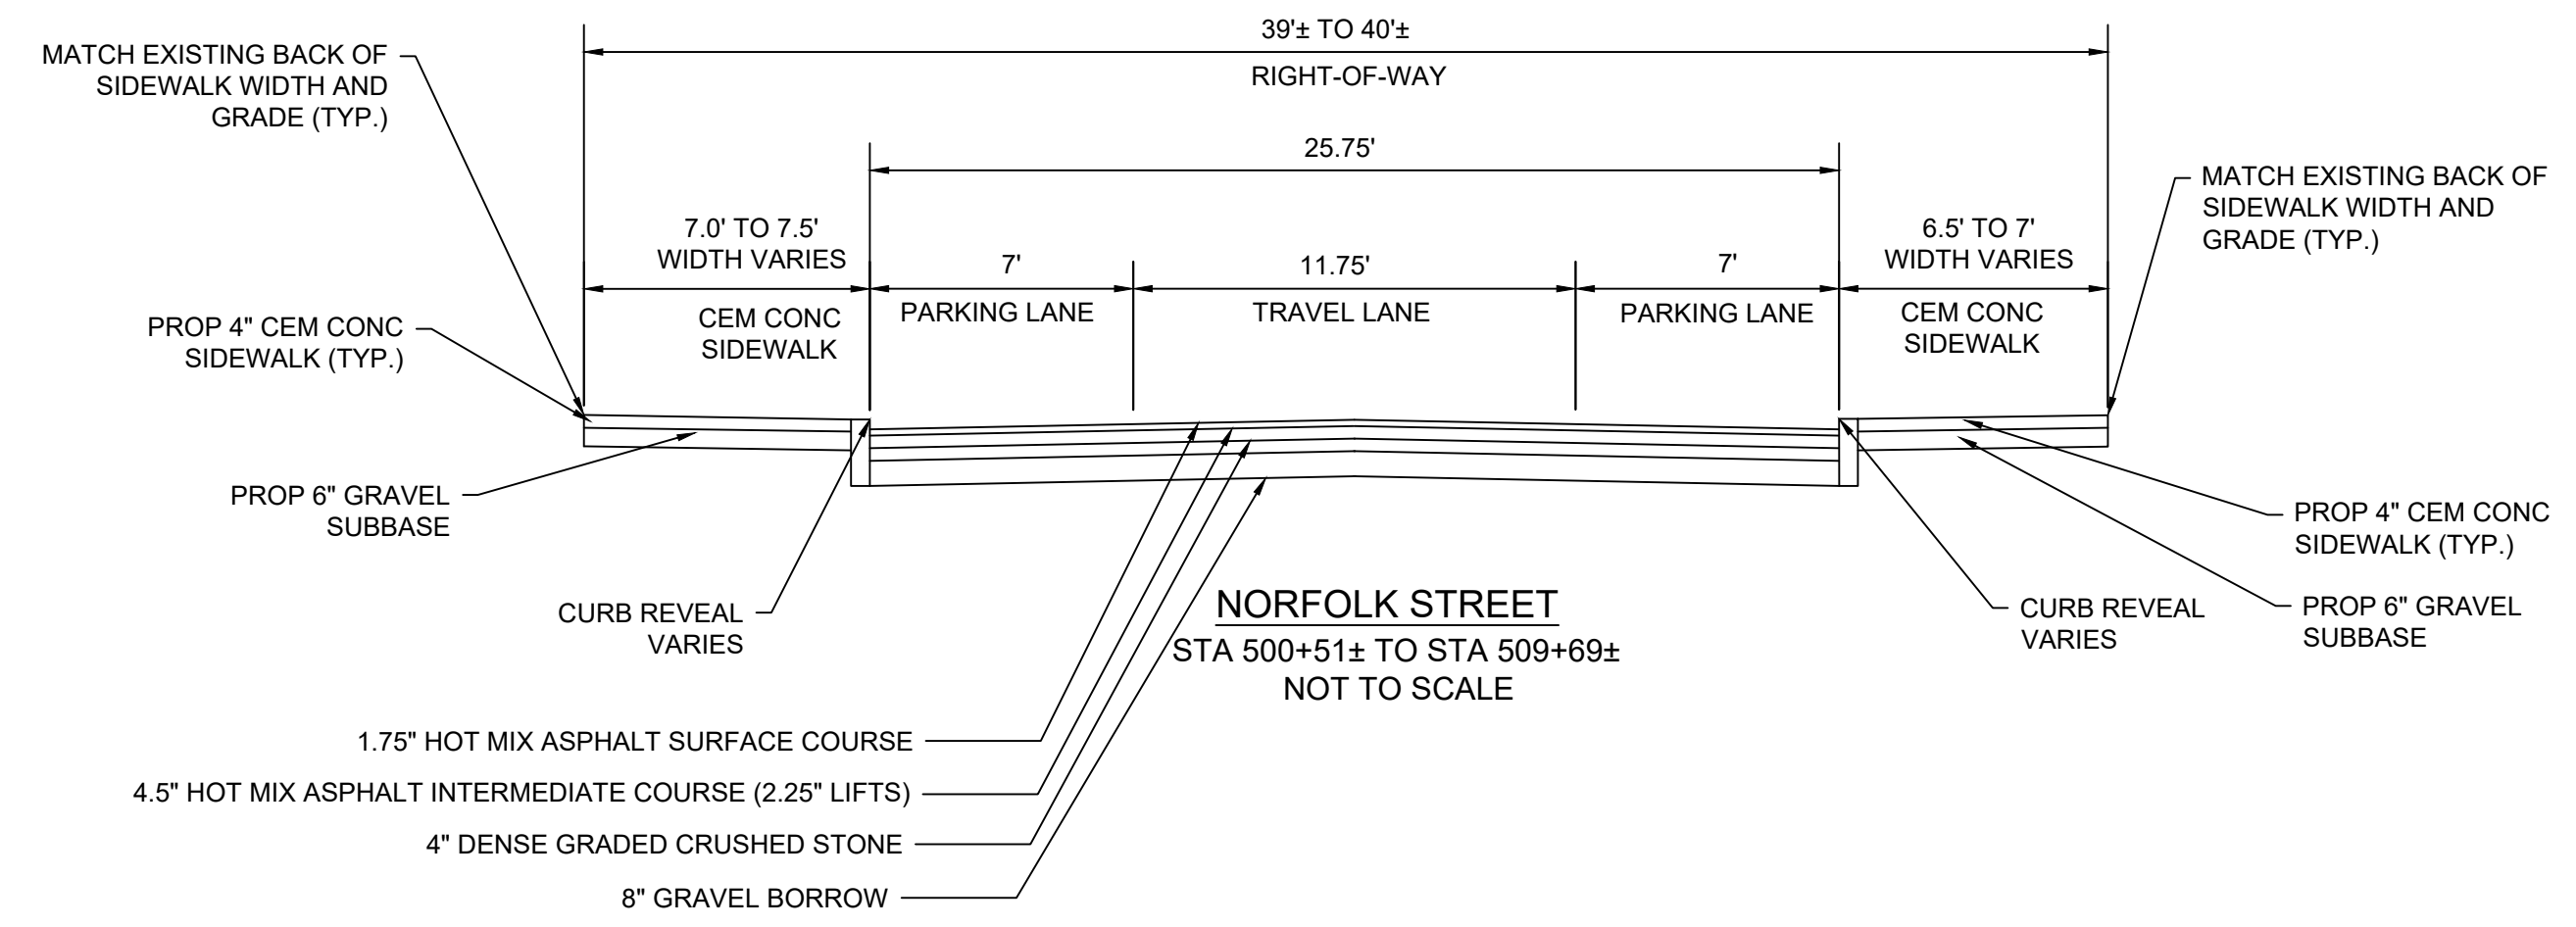 39'± TO 40'±
RIGHT-OF-WAY
MATCH EXISTING BACK OF
SIDEWALK WIDTH AND
GRADE (TYP.)
25.75'
MATCH EXISTING BACK OF
SIDEWALK WIDTH AND
GRADE (TYP.)
7.0' TO 7.5'
WIDTH VARIES
CEM CONC
SIDEWALK
7'
PARKING LANE
11.75'
TRAVEL LANE
7'
PARKING LANE
6.5' TO 7'
WIDTH VARIES
CEM CONC
SIDEWALK
PROP 4" CEM CONC
SIDEWALK (TYP.)
PROP 6" GRAVEL
SUBBASE
CURB REVEAL
VARIES
PROP 4" CEM CONC
SIDEWALK (TYP.)
PROP 6" GRAVEL
SUBBASE
CURB REVEAL
VARIES
NORFOLK STREET
STA 500+51± TO STA 509+69±
NOT TO SCALE
1.75" HOT MIX ASPHALT SURFACE COURSE
4.5" HOT MIX ASPHALT INTERMEDIATE COURSE (2.25" LIFTS)
4" DENSE GRADED CRUSHED STONE
8" GRAVEL BORROW